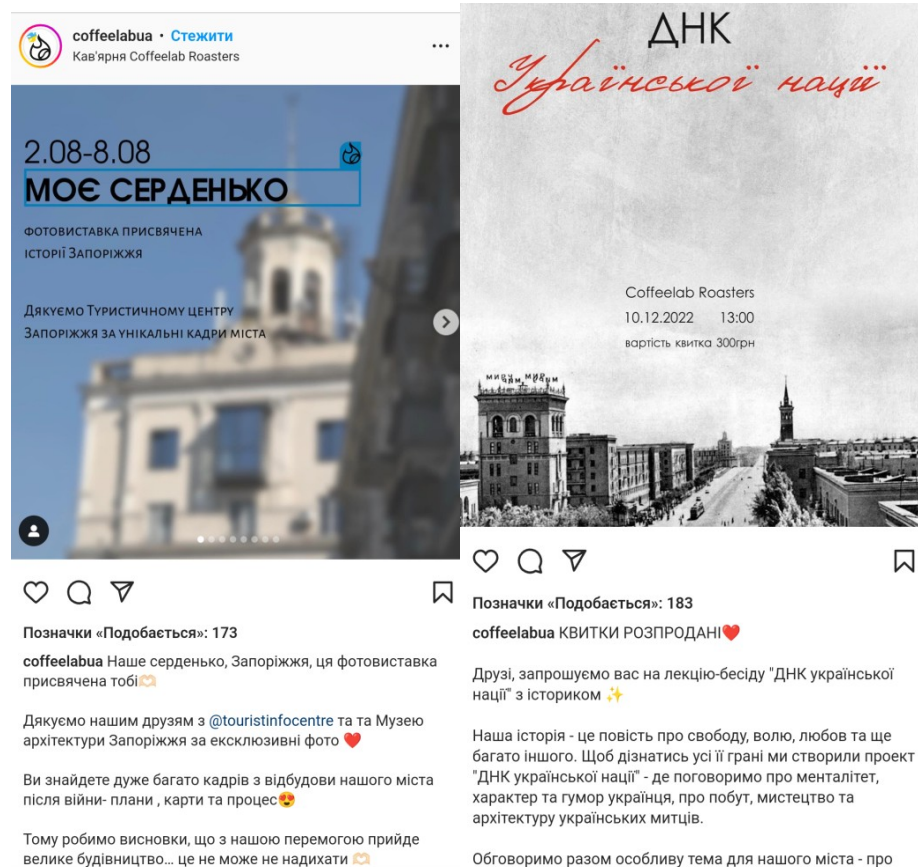 coffeelabua • Стежити
Кав'ярня Coffeelab Roasters
2.08-8.08
МОЄ СЕРДЕНЬКО
ФОТОВИСТАВКА ПРИСВЯЧЕНА
ІСТОРІЇ ЗАПОРІЖЖЯ
ДЯКУЄМО ТУРИСТИЧНОМУ ЦЕНТРУ
ЗАПОРІЖЖЯ ЗА УНІКАЛЬНІ КАДРИ МІСТА
Позначки «Подобається»: 173
coffeelabua Наше серденько, Запоріжжя, ця фотовиставка
присвячена тобі🫶🏻
Дякуємо нашим друзям з @touristinfocentre та та Музею
архітектури Запоріжжя за ексклюзивні фото ❤️
Ви знайдете дуже багато кадрів з відбудови нашого міста
після війни- плани , карти та процес😍
Тому робимо висновки, що з нашою перемогою прийде
велике будівництво... це не може не надихати 🫶🏻
ДНК
Української нації
Coffeelab Roasters
10.12.2022 13:00
вартість квитка 300грн
Позначки «Подобається»: 183
coffeelabua КВИТКИ РОЗПРОДАНІ❤️
Друзі, запрошуємо вас на лекцію-бесіду "ДНК української
нації" з істориком ✨
Наша історія - це повість про свободу, волю, любов та ще
багато іншого. Щоб дізнатись усі її грані ми створили проект
"ДНК української нації" - де поговоримо про менталітет,
характер та гумор українця, про побут, мистецтво та
архітектуру українських митців.
Обговоримо разом особливу тема для нашого міста - про